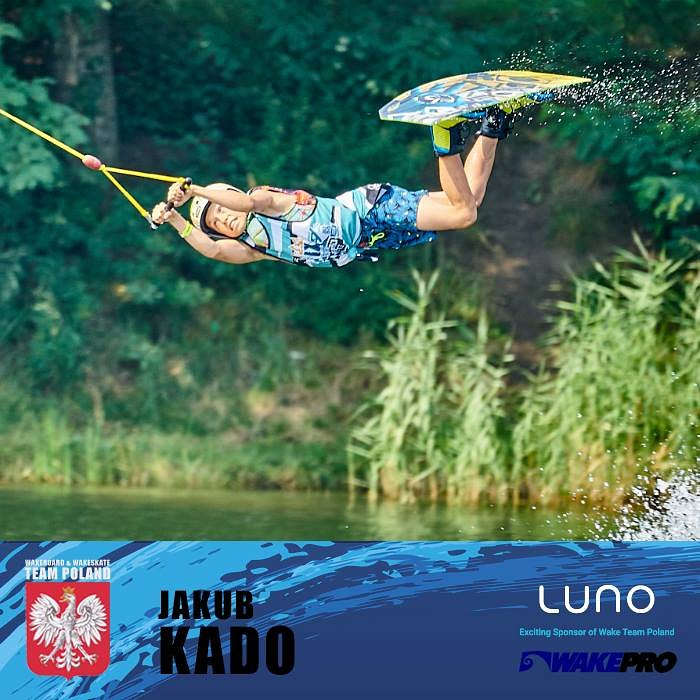 WAKEBOARD & WAKESKATE
TEAM POLAND
JAKUB
KADO
LUNO
Exciting Sponsor of Wake Team Poland
WAKEPRO